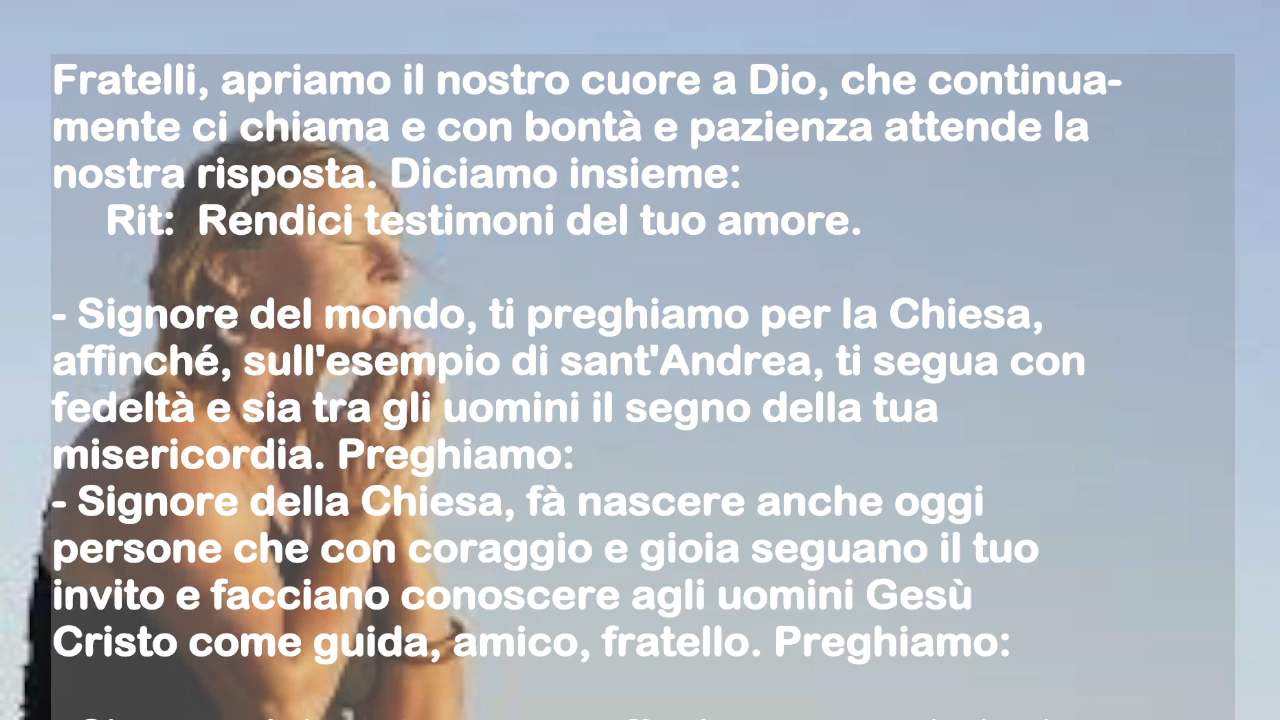 Fratelli, apriamo il nostro cuore a Dio, che continua-
mente ci chiama e con bontà e pazienza attende la
nostra risposta. Diciamo insieme:
Rit:  Rendici testimoni del tuo amore.
- Signore del mondo, ti preghiamo per la Chiesa,
affinché, sull'esempio di sant'Andrea, ti segua con
fedeltà e sia tra gli uomini il segno della tua
misericordia. Preghiamo:
- Signore della Chiesa, fà nascere anche oggi
persone che con coraggio e gioia seguano il tuo
invito e facciano conoscere agli uomini Gesù
Cristo come guida, amico, fratello. Preghiamo: